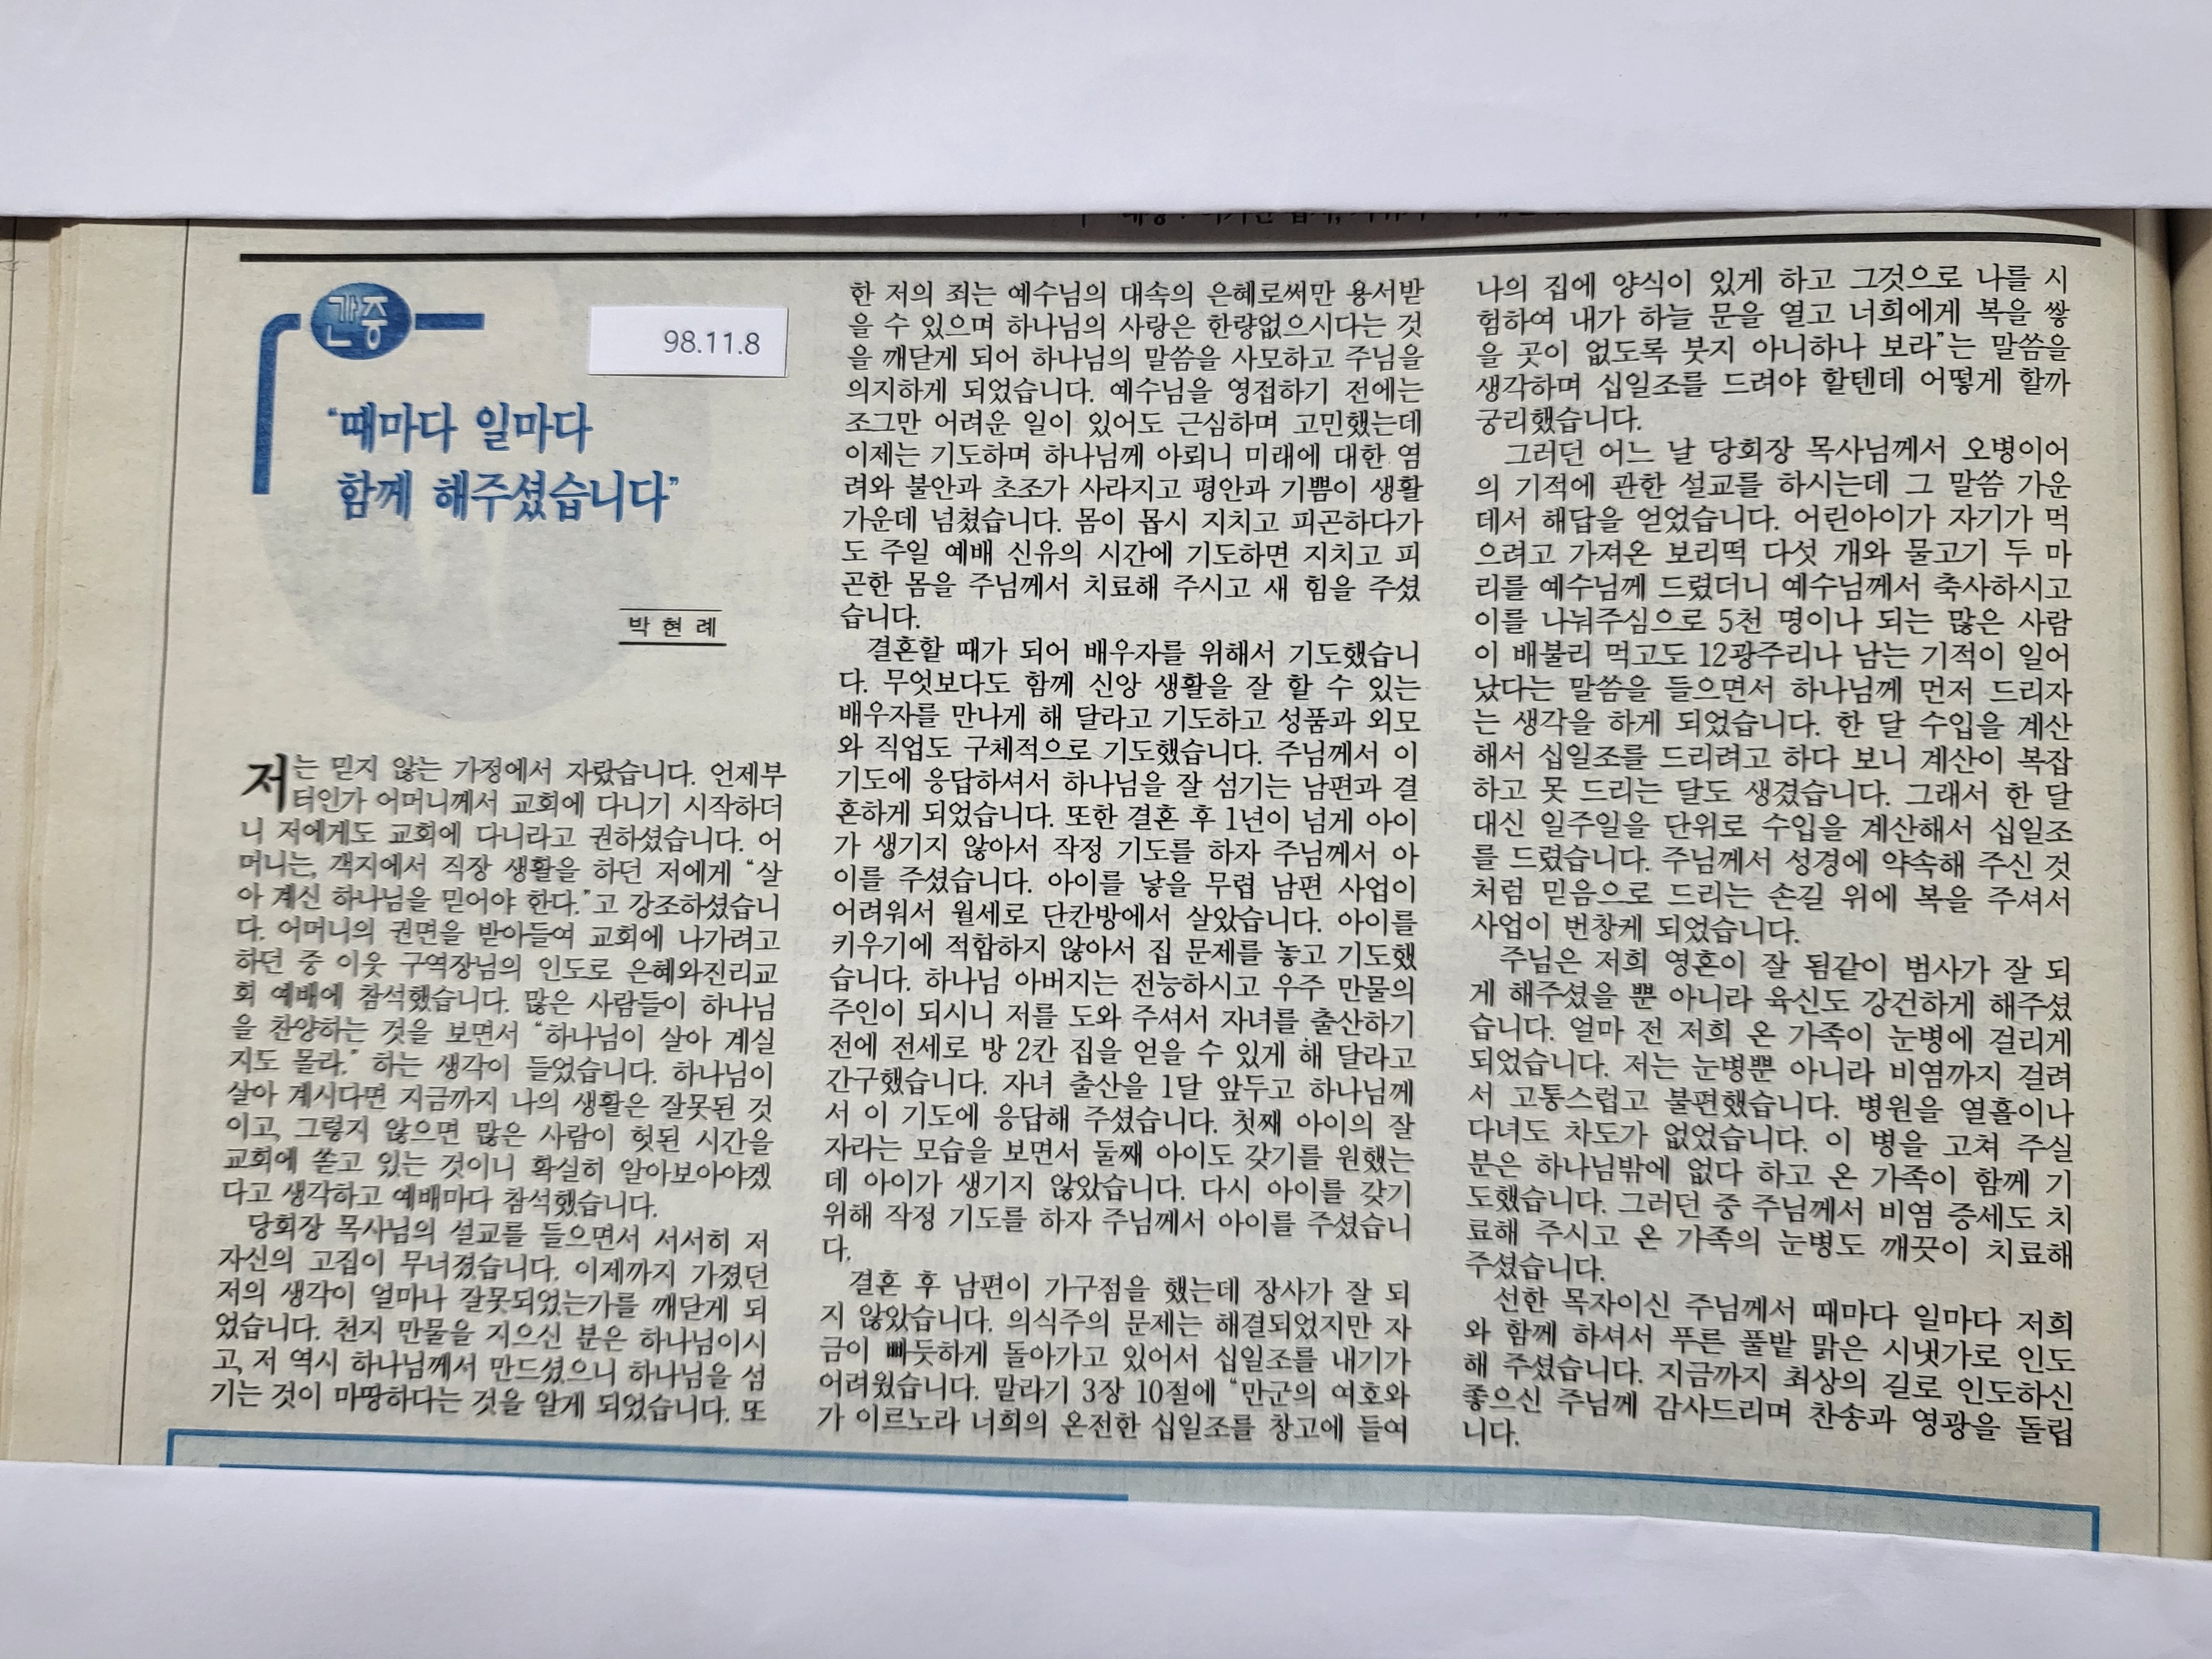 간증
98.11.8
“때마다 일마다
함께 해주셨습니다”
박 현 례
저는 믿지 않는 가정에서 자랐습니다. 언제부
터인가 어머니께서 교회에 다니기 시작하더
니 저에게도 교회에 다니라고 권하셨습니다. 어
머니는, 객지에서 직장 생활을 하던 저에게 “살
아 계신 하나님을 믿어야 한다.”고 강조하셨습니
다. 어머니의 권면을 받아들여 교회에 나가려고
하던 중 이웃 구역장님의 인도로 은혜와진리교
회 예배에 참석했습니다. 많은 사람들이 하나님
을 찬양하는 것을 보면서 “하나님이 살아 계실
지도 몰라.” 하는 생각이 들었습니다. 하나님이
살아 계시다면 지금까지 나의 생활은 잘못된 것
이고, 그렇지 않으면 많은 사람이 헛된 시간을
교회에 쏟고 있는 것이니 확실히 알아보아야겠
다고 생각하고 예배마다 참석했습니다.
당회장 목사님의 설교를 들으면서 서서히 저
자신의 고집이 무너졌습니다. 이제까지 가졌던
저의 생각이 얼마나 잘못되었는가를 깨닫게 되
었습니다. 천지 만물을 지으신 분은 하나님이시
고, 저 역시 하나님께서 만드셨으니 하나님을 섬
기는 것이 마땅하다는 것을 알게 되었습니다. 또
한 저의 죄는 예수님의 대속의 은혜로써만 용서받
을 수 있으며 하나님의 사랑은 한량없으시다는 것
을 깨닫게 되어 하나님의 말씀을 사모하고 주님을
의지하게 되었습니다. 예수님을 영접하기 전에는
조그만 어려운 일이 있어도 근심하며 고민했는데
이제는 기도하며 하나님께 아뢰니 미래에 대한 염
려와 불안과 초조가 사라지고 평안과 기쁨이 생활
가운데 넘쳤습니다. 몸이 몹시 지치고 피곤하다가
도 주일 예배 신유의 시간에 기도하면 지치고 피
곤한 몸을 주님께서 치료해 주시고 새 힘을 주셨
습니다.
결혼할 때가 되어 배우자를 위해서 기도했습니
다. 무엇보다도 함께 신앙 생활을 잘 할 수 있는
배우자를 만나게 해 달라고 기도하고 성품과 외모
와 직업도 구체적으로 기도했습니다. 주님께서 이
기도에 응답하셔서 하나님을 잘 섬기는 남편과 결
혼하게 되었습니다. 또한 결혼 후 1년이 넘게 아이
가 생기지 않아서 작정 기도를 하자 주님께서 아
이를 주셨습니다. 아이를 낳을 무렵 남편 사업이
어려워서 월세로 단칸방에서 살았습니다. 아이를
키우기에 적합하지 않아서 집 문제를 놓고 기도했
습니다. 하나님 아버지는 전능하시고 우주 만물의
주인이 되시니 저를 도와 주셔서 자녀를 출산하기
전에 전세로 방 2칸 집을 얻을 수 있게 해 달라고
간구했습니다. 자녀 출산을 1달 앞두고 하나님께
서 이 기도에 응답해 주셨습니다. 첫째 아이의 잘
자라는 모습을 보면서 둘째 아이도 갖기를 원했는
데 아이가 생기지 않았습니다. 다시 아이를 갖기
위해 작정 기도를 하자 주님께서 아이를 주셨습니
다.
결혼 후 남편이 가구점을 했는데 장사가 잘 되
지 않았습니다. 의식주의 문제는 해결되었지만 자
금이 빠듯하게 돌아가고 있어서 십일조를 내기가
어려웠습니다. 말라기 3장 10절에 “만군의 여호와
가 이르노라 너희의 온전한 십일조를 창고에 들여
나의 집에 양식이 있게 하고 그것으로 나를 시
험하여 내가 하늘 문을 열고 너희에게 복을 쌓
을 곳이 없도록 붓지 아니하나 보라”는 말씀을
생각하며 십일조를 드려야 할텐데 어떻게 할까
궁리했습니다.
그러던 어느 날 당회장 목사님께서 오병이어
의 기적에 관한 설교를 하시는데 그 말씀 가운
데서 해답을 얻었습니다. 어린아이가 자기가 먹
으려고 가져온 보리떡 다섯 개와 물고기 두 마
리를 예수님께 드렸더니 예수님께서 축사하시고
이를 나눠주심으로 5천 명이나 되는 많은 사람
이 배불리 먹고도 12광주리나 남는 기적이 일어
났다는 말씀을 들으면서 하나님께 먼저 드리자
는 생각을 하게 되었습니다. 한 달 수입을 계산
해서 십일조를 드리려고 하다 보니 계산이 복잡
하고 못 드리는 달도 생겼습니다. 그래서 한 달
대신 일주일을 단위로 수입을 계산해서 십일조
를 드렸습니다. 주님께서 성경에 약속해 주신 것
처럼 믿음으로 드리는 손길 위에 복을 주셔서
사업이 번창케 되었습니다.
주님은 저희 영혼이 잘 됨같이 범사가 잘 되
게 해주셨을 뿐 아니라 육신도 강건하게 해주셨
습니다. 얼마 전 저희 온 가족이 눈병에 걸리게
되었습니다. 저는 눈병뿐 아니라 비염까지 걸려
서 고통스럽고 불편했습니다. 병원을 열흘이나
다녀도 차도가 없었습니다. 이 병을 고쳐 주실
분은 하나님밖에 없다 하고 온 가족이 함께 기
도했습니다. 그러던 중 주님께서 비염 증세도 치
료해 주시고 온 가족의 눈병도 깨끗이 치료해
주셨습니다.
선한 목자이신 주님께서 때마다 일마다 저희
와 함께 하셔서 푸른 풀밭 맑은 시냇가로 인도
해 주셨습니다. 지금까지 최상의 길로 인도하신
좋으신 주님께 감사드리며 찬송과 영광을 돌립
니다.